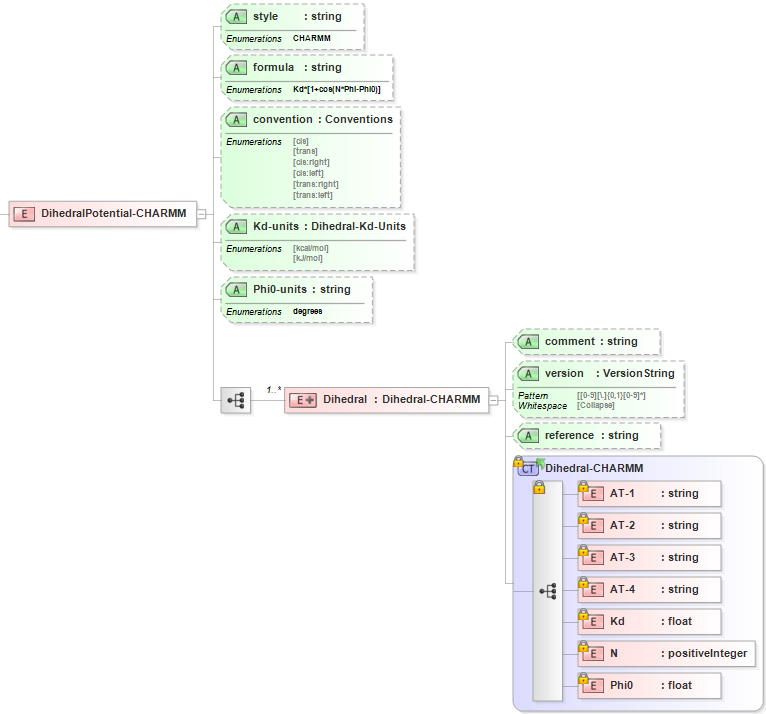 A style : string
Enumerations CHARMM
A formula : string
Enumerations Kd*[1+cos(N*Phi-Phi0)]
A convention : Conventions
Enumerations [cis]
[trans]
[cis:right]
[cis:left]
[trans:right]
[trans:left]
E DihedralPotential-CHARMM
A Kd-units : Dihedral-Kd-Units
Enumerations [kcal/mol]
[kJ/mol]
A Phi0-units : string
Enumerations degrees
1..*
E Dihedral : Dihedral-CHARMM
A comment : string
A version : VersionString
Pattern [[0-9][\.]{0,1}[0-9]*]
Whitespace [Collapse]
A reference : string
CT Dihedral-CHARMM
E AT-1 : string
E AT-2 : string
E AT-3 : string
E AT-4 : string
E Kd : float
E N : positiveInteger
E Phi0 : float